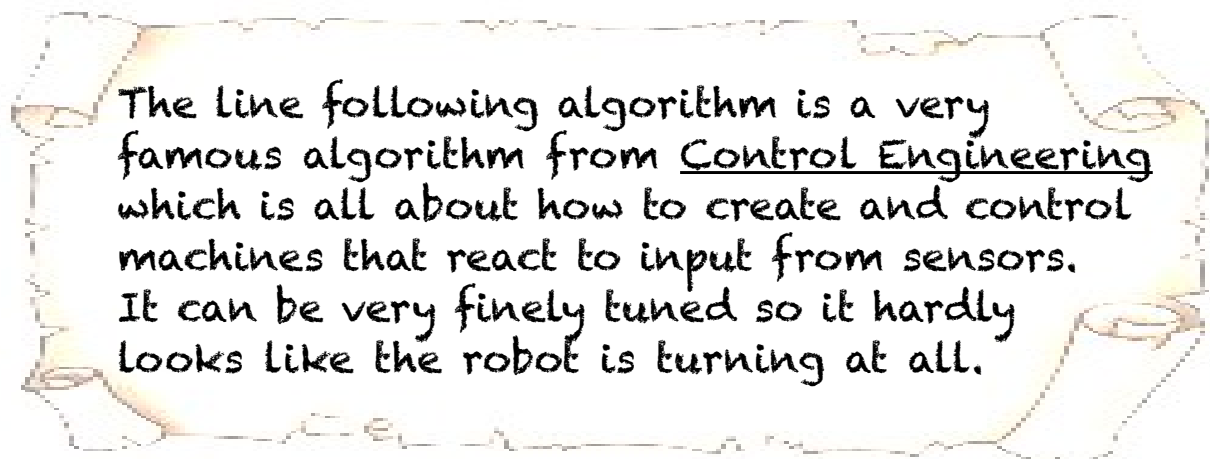 The line following algorithm is a very
famous algorithm from Control Engineering
which is all about how to create and control
machines that react to input from sensors.
It can be very finely tuned so it hardly
looks like the robot is turning at all.